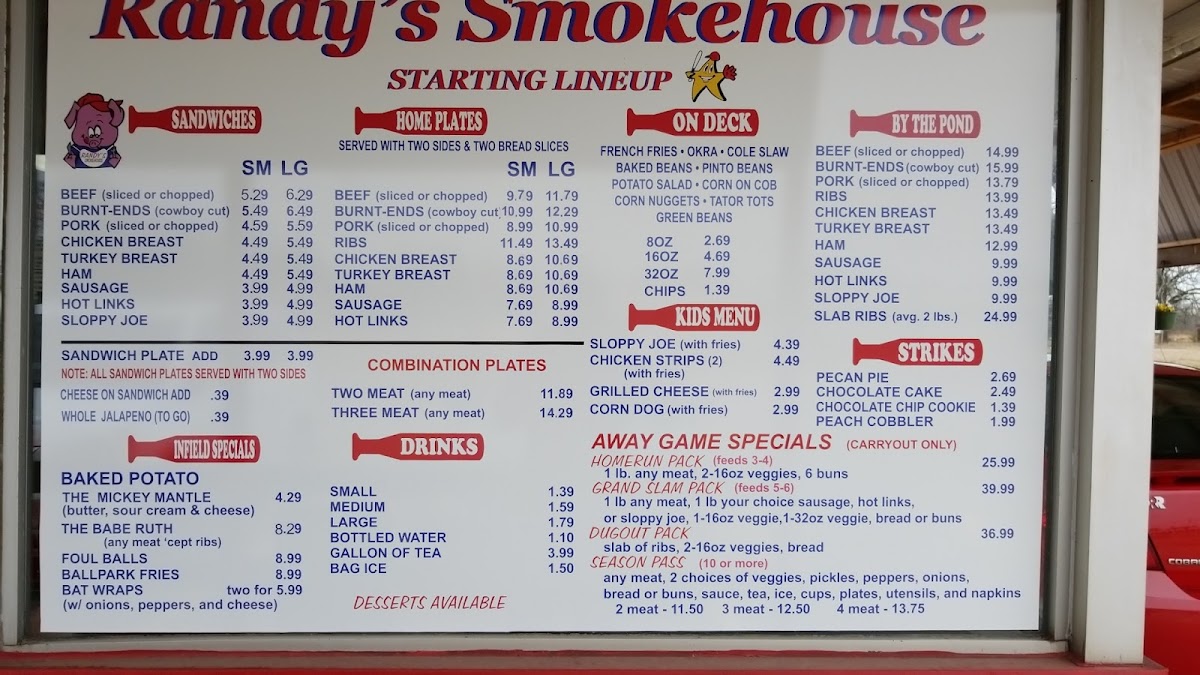 Randy's Smokehouse
STARTING LINEUP
RANDY'S
SANDWICHES
SM LG
BEEF (sliced or chopped) 5.29 6.29
BURNT-ENDS (cowboy cut) 5.49 6.49
PORK (sliced or chopped) 4.59 5.59
CHICKEN BREAST 4.49 5.49
TURKEY BREAST 4.49 5.49
HAM 4.49 5.49
SAUSAGE 3.99 4.99
HOT LINKS 3.99 4.99
SLOPPY JOE 3.99 4.99
SANDWICH PLATE ADD 3.99 3.99
NOTE: ALL SANDWICH PLATES SERVED WITH TWO SIDES
CHEESE ON SANDWICH ADD .39
WHOLE JALAPENO (TO GO) .39
INFIELD SPECIALS
BAKED POTATO
THE MICKEY MANTLE 4.29
(butter, sour cream & cheese)
THE BABE RUTH 8.29
(any meat 'cept ribs)
FOUL BALLS 8.99
BALLPARK FRIES 8.99
BAT WRAPS two for 5.99
(w/ onions, peppers, and cheese)
HOME PLATES
SERVED WITH TWO SIDES & TWO BREAD SLICES
SM LG
BEEF (sliced or chopped) 9.79 11.79
BURNT-ENDS (cowboy cut) 10.99 12.29
PORK (sliced or chopped) 8.99 10.99
RIBS 11.49 13.49
CHICKEN BREAST 8.69 10.69
TURKEY BREAST 8.69 10.69
HAM 8.69 10.69
SAUSAGE 7.69 8.99
HOT LINKS 7.69 8.99
COMBINATION PLATES
TWO MEAT (any meat) 11.89
THREE MEAT (any meat) 14.29
DRINKS
SMALL 1.39
MEDIUM 1.59
LARGE 1.79
BOTTLED WATER 1.10
GALLON OF TEA 3.99
BAG ICE 1.50
DESSERTS AVAILABLE
ON DECK
FRENCH FRIES • OKRA • COLE SLAW
BAKED BEANS • PINTO BEANS
POTATO SALAD • CORN ON COB
CORN NUGGETS • TATOR TOTS
GREEN BEANS
8OZ 2.69
16OZ 4.69
32OZ 7.99
CHIPS 1.39
KIDS MENU
SLOPPY JOE (with fries) 4.39
CHICKEN STRIPS (2) 4.49
(with fries)
GRILLED CHEESE (with fries) 2.99
CORN DOG (with fries) 2.99
BY THE POND
BEEF (sliced or chopped) 14.99
BURNT-ENDS (cowboy cut) 15.99
PORK (sliced or chopped) 13.79
RIBS 13.99
CHICKEN BREAST 13.49
TURKEY BREAST 13.49
HAM 12.99
SAUSAGE 9.99
HOT LINKS 9.99
SLOPPY JOE 9.99
SLAB RIBS (avg. 2 lbs.) 24.99
STRIKES
PECAN PIE 2.69
CHOCOLATE CAKE 2.49
CHOCOLATE CHIP COOKIE 1.39
PEACH COBBLER 1.99
AWAY GAME SPECIALS (CARRYOUT ONLY)
HOMERUN PACK (feeds 3-4) 25.99
1 lb. any meat, 2-16oz veggies, 6 buns
GRAND SLAM PACK (feeds 5-6) 39.99
1 lb any meat, 1 lb your choice sausage, hot links,
or sloppy joe, 1-16oz veggie,1-32oz veggie, bread or buns
DUGOUT PACK 36.99
slab of ribs, 2-16oz veggies, bread
SEASON PASS (10 or more)
any meat, 2 choices of veggies, pickles, peppers, onions,
bread or buns, sauce, tea, ice, cups, plates, utensils, and napkins
2 meat - 11.50 3 meat - 12.50 4 meat - 13.75